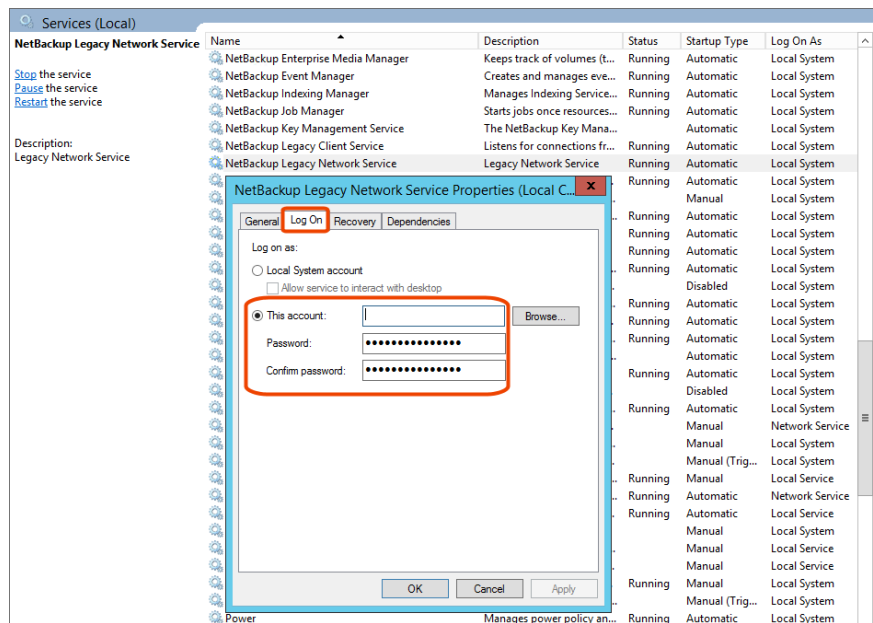 Services (Local)
NetBackup Legacy Network Service
Stop the service
Pause the service
Restart the service
Description:
Legacy Network Service
Name Description Status Startup Type Log On As
NetBackup Enterprise Media Manager Keeps track of volumes (t... Running Automatic Local System
NetBackup Event Manager Creates and manages eve... Running Automatic Local System
NetBackup Indexing Manager Manages Indexing Service... Running Automatic Local System
NetBackup Job Manager Starts jobs once resources... Running Automatic Local System
NetBackup Key Management Service The NetBackup Key Mana... Automatic Local System
NetBackup Legacy Client Service Listens for connections fr... Running Automatic Local System
NetBackup Legacy Network Service Legacy Network Service Running Automatic Local System
Running Automatic Local System
Manual Local System
Running Automatic Local System
Running Automatic Local System
Running Automatic Local System
Running Automatic Local System
Disabled Local System
Running Automatic Local System
Running Automatic Local System
Running Automatic Local System
Automatic Local System
Running Automatic Local System
Disabled Local System
Running Automatic Local System
Manual Network Service
Manual Local System
Manual (Trig... Local System
Running Manual Local Service
Running Automatic Network Service
Running Automatic Local Service
Manual Local System
Manual Local Service
Manual Local Service
Running Manual Local System
Manual (Trig... Local System
Power Manages power policy an... Running Automatic Local System
NetBackup Legacy Network Service Properties (Local C... x
General Log On Recovery Dependencies
Log on as:
Local System account
Allow service to interact with desktop
This account: Browse...
Password: •••••••••••••••
Confirm password: •••••••••••••••
OK Cancel Apply